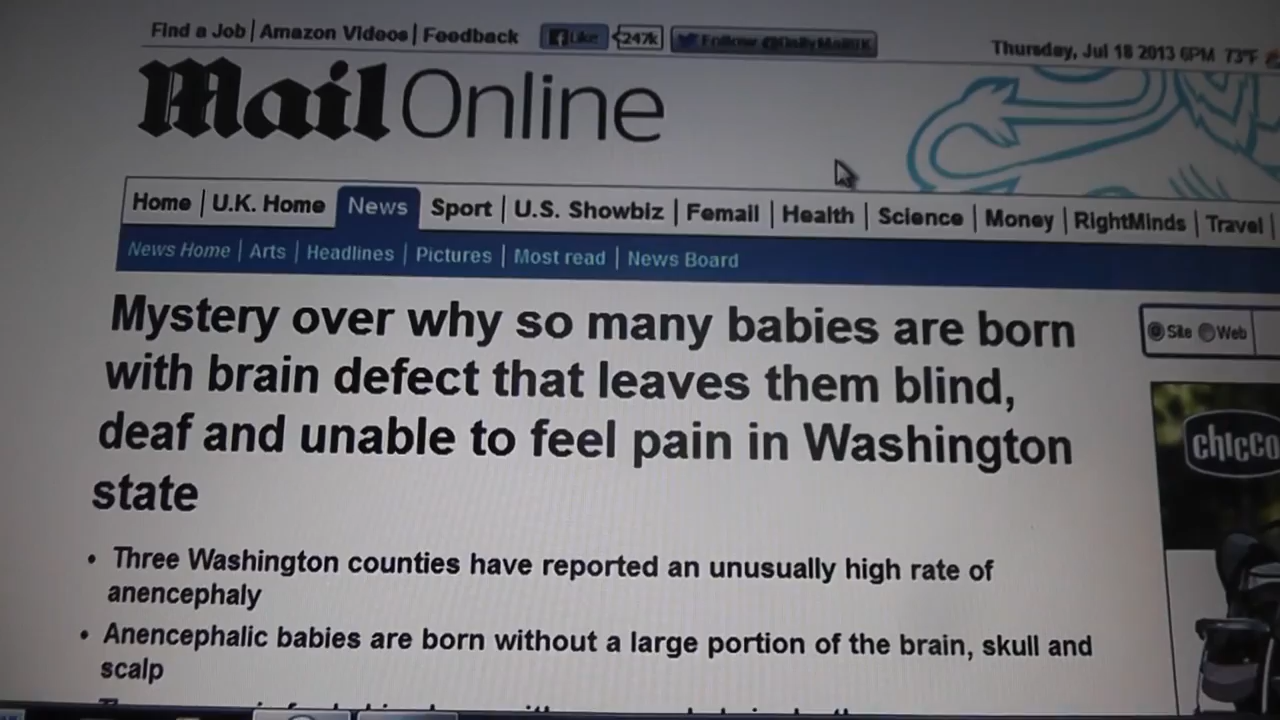 Find a Job | Amazon Videos | Feedback Like 247k Follow @DailyMailUK
Thursday, Jul 18 2013 6PM 73°F
Mail Online
Home | U.K. Home News Sport | U.S. Showbiz | Femail | Health | Science | Money | RightMinds | Travel |
News Home | Arts | Headlines | Pictures | Most read | News Board
Mystery over why so many babies are born
with brain defect that leaves them blind,
deaf and unable to feel pain in Washington
state
Site Web
chicco
• Three Washington counties have reported an unusually high rate of
anencephaly
• Anencephalic babies are born without a large portion of the brain, skull and
scalp